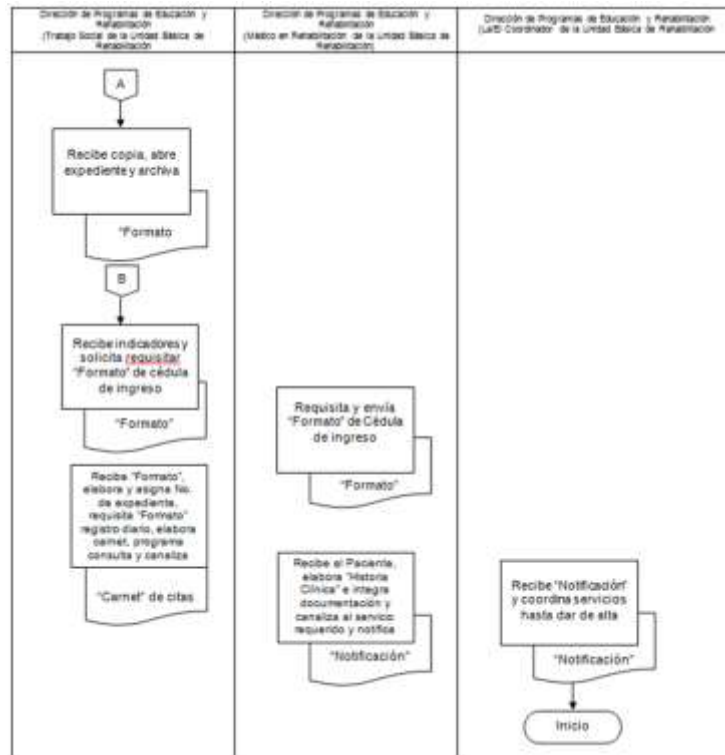 Dirección de Programas de Educación y
Rehabilitación
(Trabajo Social de la Unidad Básica de
Rehabilitación
Dirección de Programas de Educación y
Rehabilitación
(Médico en Rehabilitación de la Unidad Básica de
Rehabilitación)
Dirección de Programas de Educación y Rehabilitación
(La/El Coordinador de la Unidad Básica de Rehabilitación
A
Recibe copia, abre
expediente y archiva
"Formato
B
Recibe indicadores y
solicita requisitar
"Formato" de cédula
de ingreso
"Formato"
Requisita y envía
"Formato" de Cédula
de ingreso
"Formato"
Recibe "Formato",
elabora y asigna No.
de expediente,
requisita "Formato"
registro diario, elabora
carnet, programa
consulta y canaliza
"Carnet" de citas
Recibe al Paciente,
elabora "Historia
Clínica" e integra
documentación y
canaliza al servicio
requerido y notifica
"Notificación"
Recibe "Notificación"
y coordina servicios
hasta dar de alta
"Notificación"
Inicio